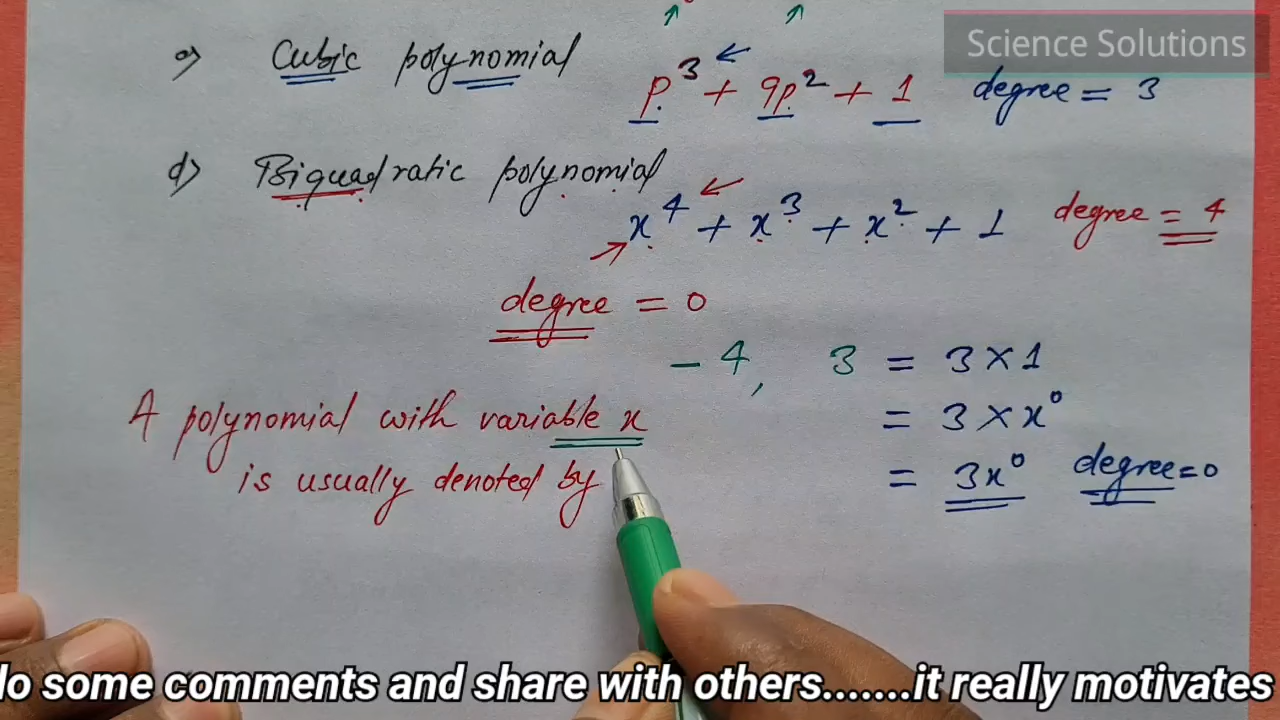 Science Solutions
c) Cubic polynomial
p³ + 9p² + 1 degree = 3
d) Biquadratic polynomial
x⁴ + x³ + x² + 1 degree = 4
degree = 0
- 4, 3 = 3 × 1
A polynomial with variable x
= 3 × x⁰
is usually denoted by
= 3x⁰ degree = 0
do some comments and share with others.......it really motivates